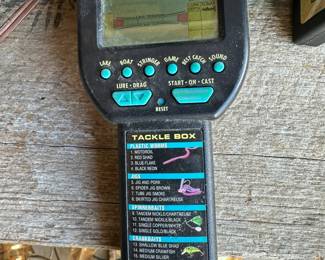 LAKE BOAT STRINGER GAME BEST CATCH SOUND
LURE · DRAG START · ON · CAST
RESET
TACKLE BOX
PLASTIC WORMS
1. MOTOROIL
2. RED SHAD
3. BLUE-FLAKE
4. BLACK NEON
JIGS
5. JIG AND PORK
6. SPIDER JIG BROWN
7. TUBE JIG SMOKE
8. SKIRTED JIG CHARTREUSE
SPINNERBAITS
9. TANDEM NICKLE/CHARTREUSE
10. TANDEM NICKLE/BLACK
11. SINGLE COPPER/WHITE
12. SINGLE GOLD/BLACK
CRANKBAITS
13. SHALLOW BLUE SHAD
14. MEDIUM CRAWFISH
15. MEDIUM SILVER